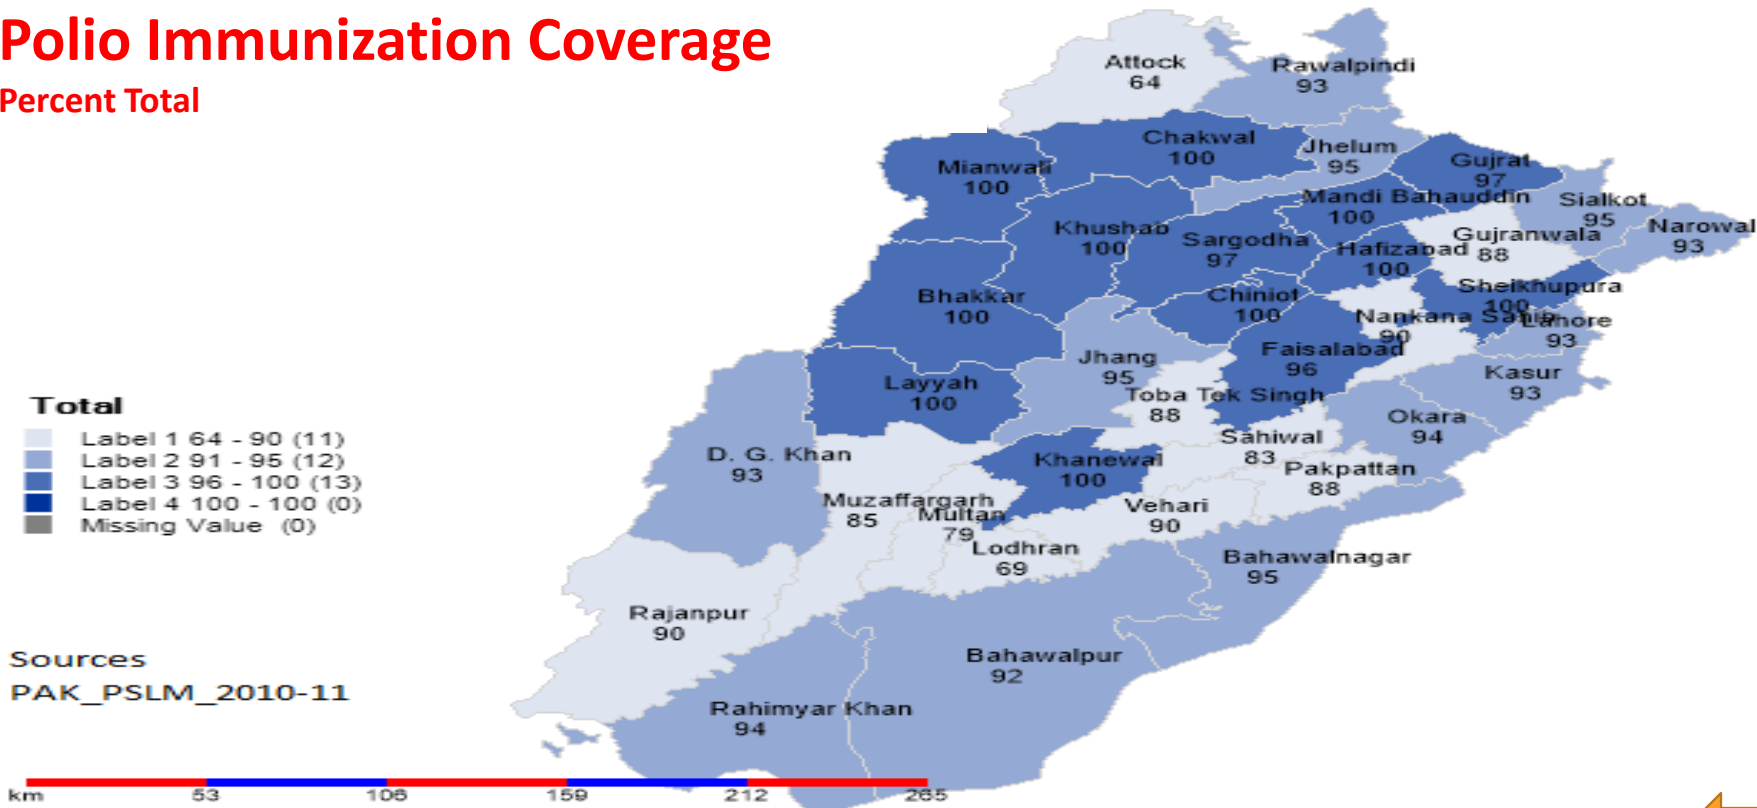 Polio Immunization Coverage
Percent Total
Attock
64
Rawalpindi
93
Chakwal
100
Jhelum
95
Mianwali
100
Gujrat
97
Mandi Bahauddin
100
Sialkot
95
Narowal
93
Khushab
100
Sargodha
97
Hafizabad
100
Gujranwala
88
Bhakkar
100
Chiniot
100
Sheikhupura
100
Nankana Sahib
90
Lahore
93
Jhang
95
Faisalabad
96
Kasur
93
Layyah
100
Toba Tek Singh
88
Okara
94
Total
Label 1 64 - 90 (11)
Label 2 91 - 95 (12)
Label 3 96 - 100 (13)
Label 4 100 - 100 (0)
Missing Value (0)
D. G. Khan
93
Khanewal
100
Sahiwal
83
Pakpattan
88
Muzaffargarh
85
Multan
79
Vehari
90
Lodhran
69
Bahawalnagar
95
Rajanpur
90
Bahawalpur
92
Rahimyar Khan
94
Sources
PAK_PSLM_2010-11
km 53 106 159 212 265